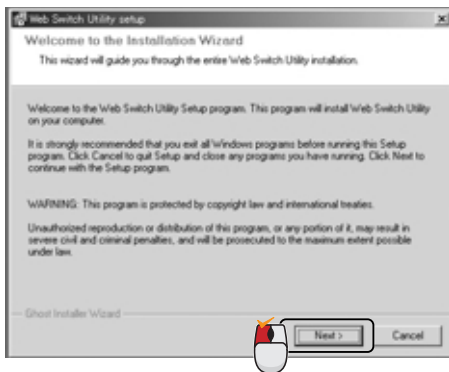 Web Switch Utility setup
Welcome to the Installation Wizard
This wizard will guide you through the entire Web Switch Utility installation.
Welcome to the Web Switch Utility Setup program. This program will install Web Switch Utility
on your computer.
It is strongly recommended that you exit all Windows programs before running this Setup
program. Click Cancel to quit Setup and close any programs you have running. Click Next to
continue with the Setup program.
WARNING: This program is protected by copyright law and international treaties.
Unauthorized reproduction or distribution of this program, or any portion of it, may result in
severe civil and criminal penalties, and will be prosecuted to the maximum extent possible
under law.
Ghost Installer Wizard
Next >
Cancel